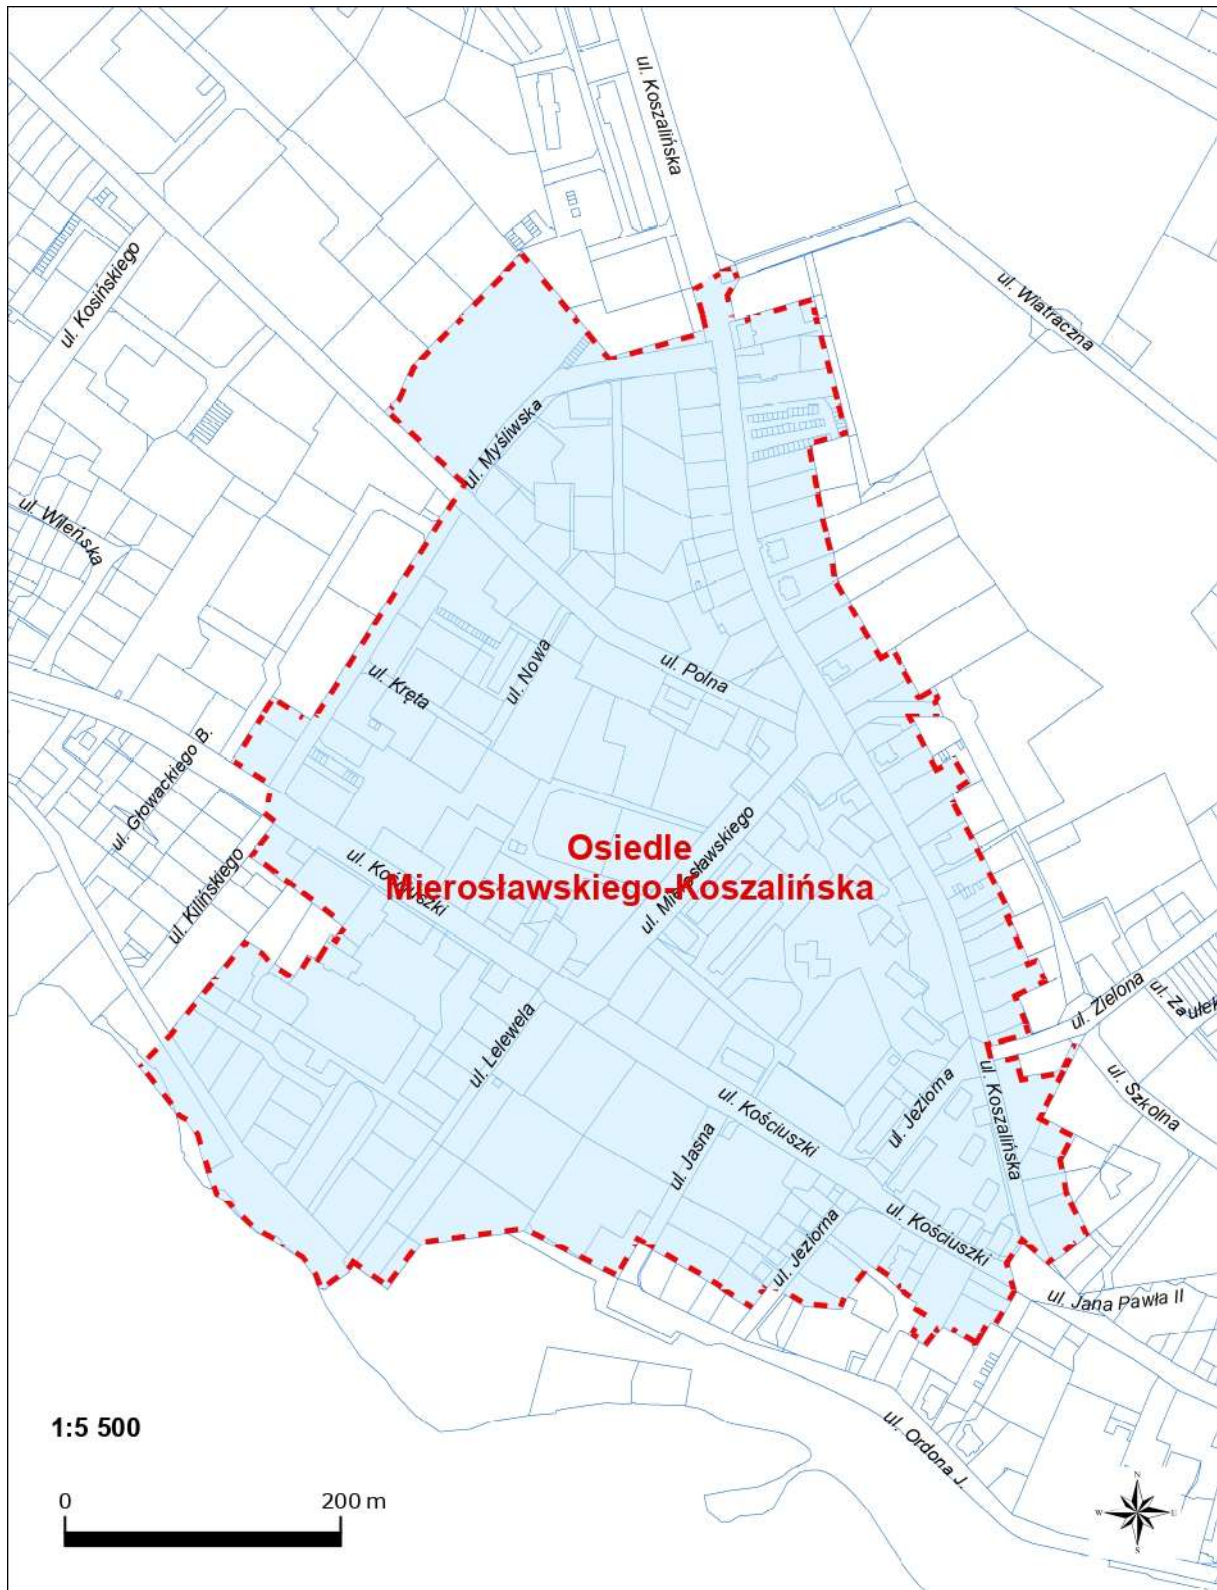 ul. Koszalińska
ul. Kosińskiego
ul. Wiatraczna
ul. Myśliwska
ul. Wileńska
ul. Nowa
ul. Polna
ul. Kręta
ul. Głowackiego B.
Osiedle
Mierosławskiego-Koszalińska
ul. Kościuszki
ul. Mierosławskiego
ul. Kilińskiego
ul. Zielona
ul. Zaułek
ul. Lelewela
ul. Jeziorna
ul. Koszalińska
ul. Szkolna
ul. Kościuszki
ul. Jasna
ul. Jeziorna
ul. Kościuszki
ul. Jana Pawła II
ul. Ordona J.
1:5 500
0 200 m
N
W E
S